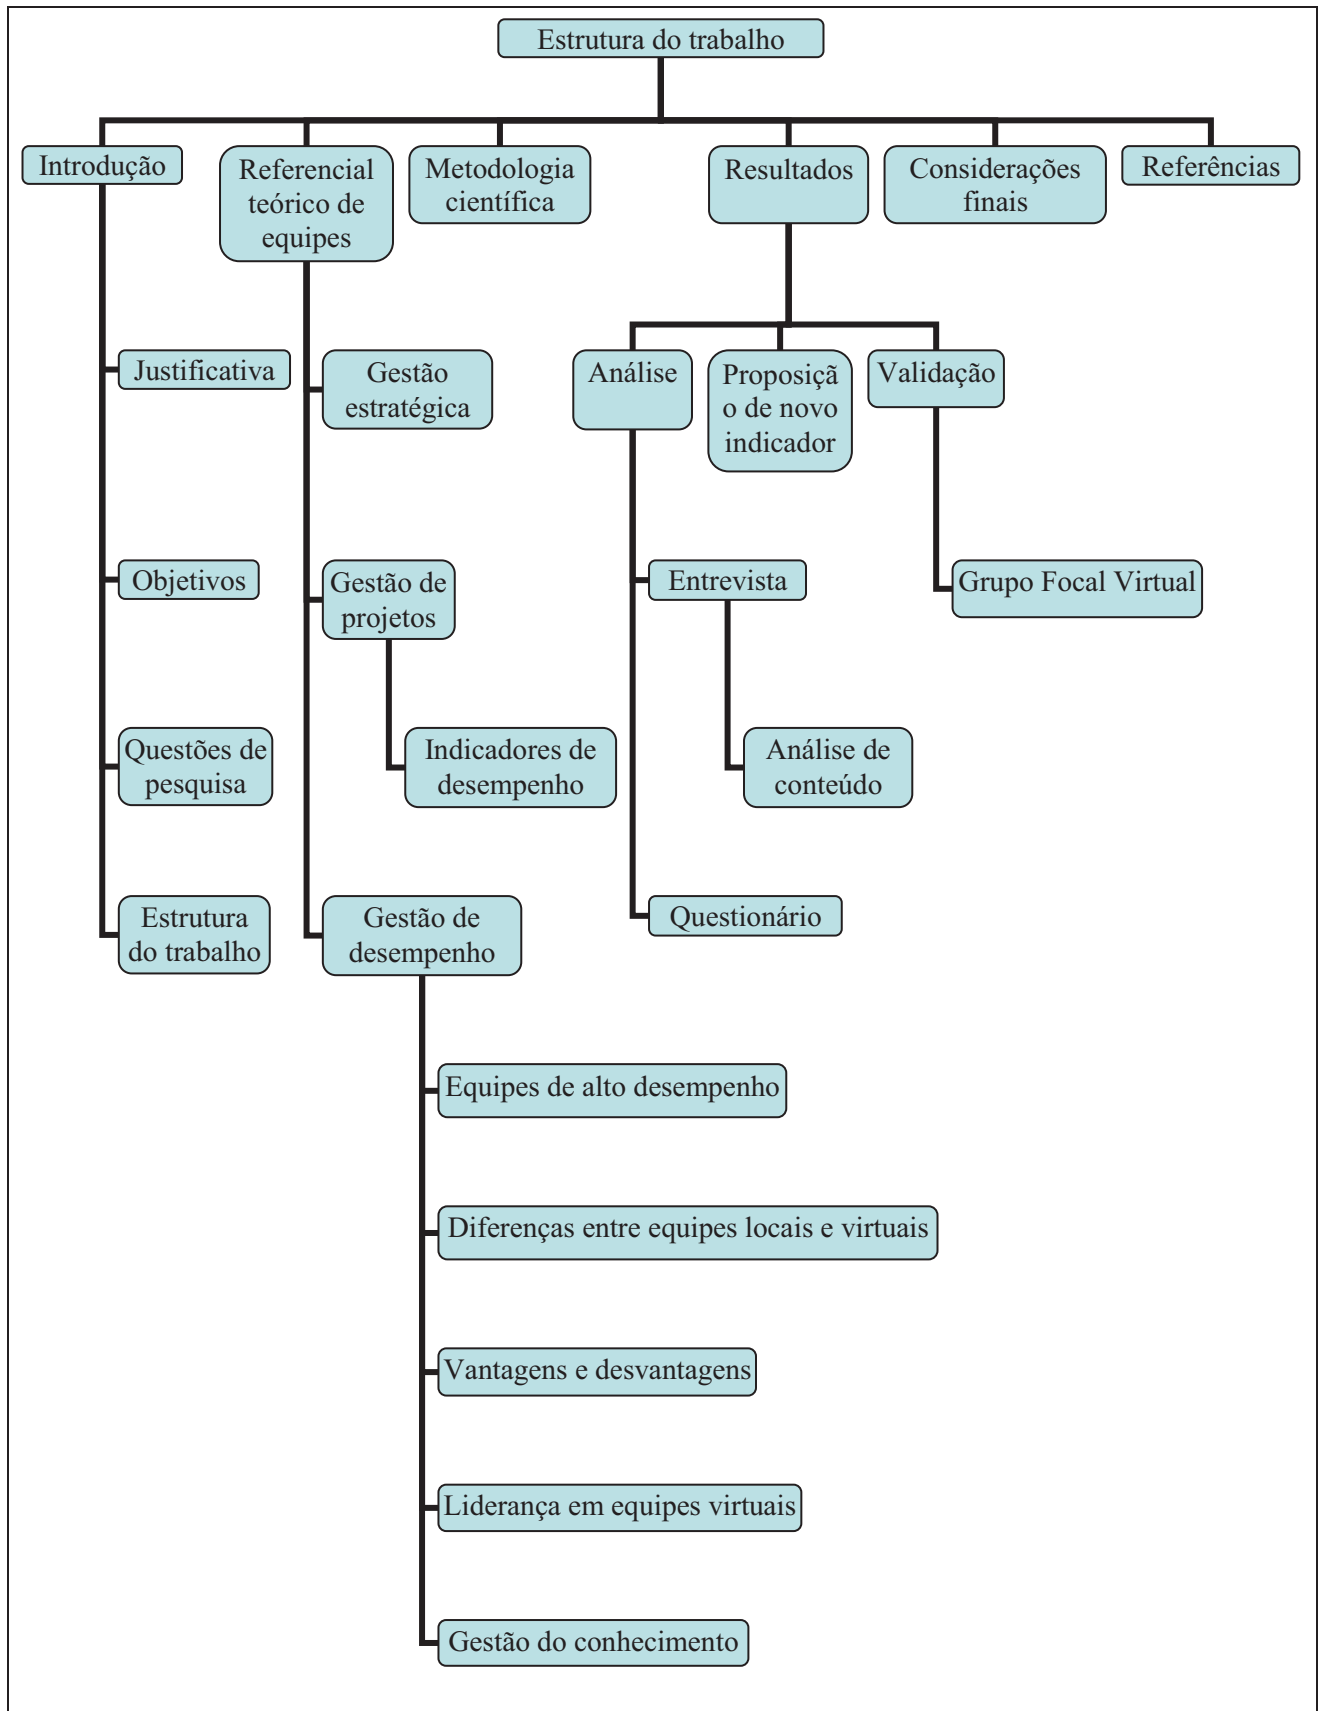 Estrutura do trabalho
Introdução
Referencial
teórico de
equipes
Metodologia
científica
Resultados
Considerações
finais
Referências
Justificativa
Gestão
estratégica
Análise
Proposiçã
o de novo
indicador
Validação
Objetivos
Gestão de
projetos
Entrevista
Grupo Focal Virtual
Questões de
pesquisa
Indicadores de
desempenho
Análise de
conteúdo
Estrutura
do trabalho
Gestão de
desempenho
Questionário
Equipes de alto desempenho
Diferenças entre equipes locais e virtuais
Vantagens e desvantagens
Liderança em equipes virtuais
Gestão do conhecimento